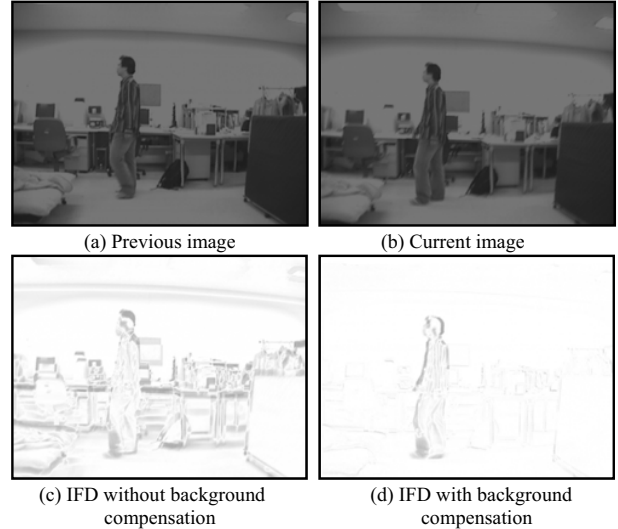 (a) Previous image
(b) Current image
(c) IFD without background
compensation
(d) IFD with background
compensation